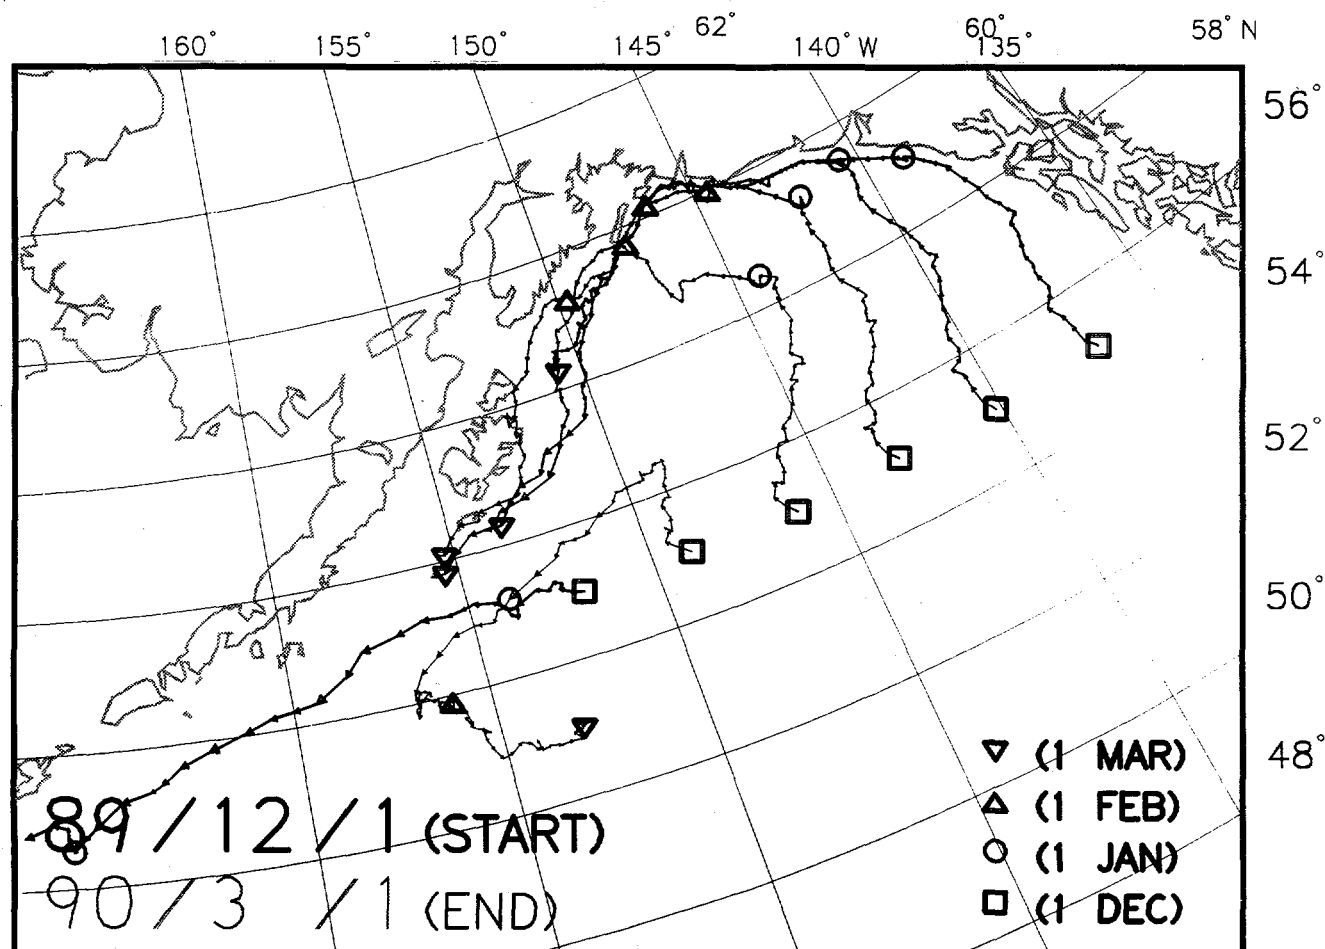 160° 155° 150° 145° 62° 140° W 60° 135° 58° N
56°
54°
52°
50°
48°
89/12/1 (START)
90/3 /1 (END)
(1 MAR)
(1 FEB)
(1 JAN)
(1 DEC)